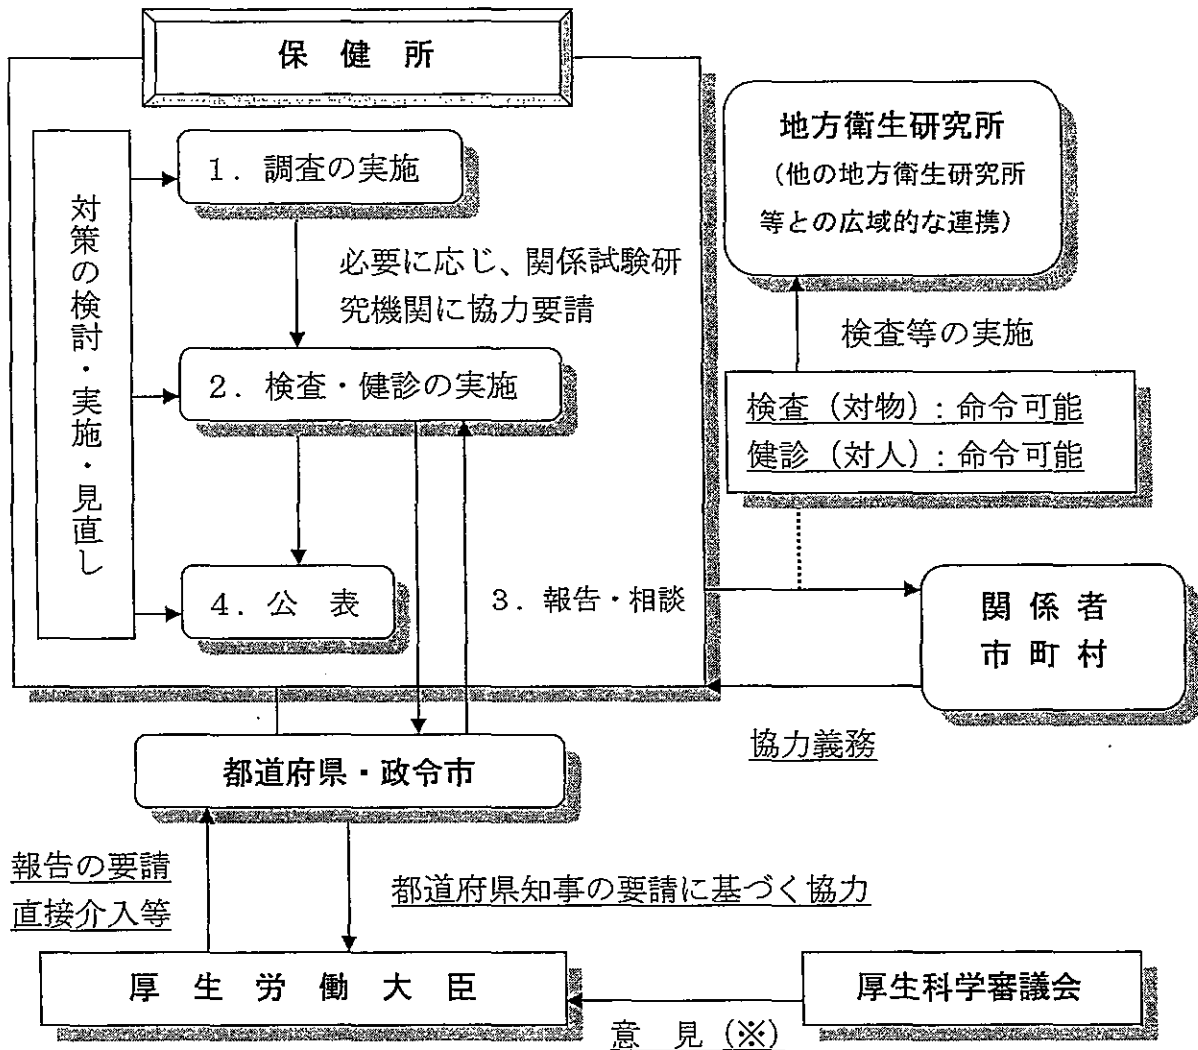 保 健 所
対策の検討・実施・見直し
１．調査の実施
必要に応じ、関係試験研
究機関に協力要請
２．検査・健診の実施
４．公 表
３．報告・相談
地方衛生研究所
（他の地方衛生研究所
等との広域的な連携）
検査等の実施
検査（対物）：命令可能
健診（対人）：命令可能
関 係 者
市 町 村
協力義務
都道府県・政令市
報告の要請
直接介入等
都道府県知事の要請に基づく協力
厚 生 労 働 大 臣
厚生科学審議会
意 見（※）